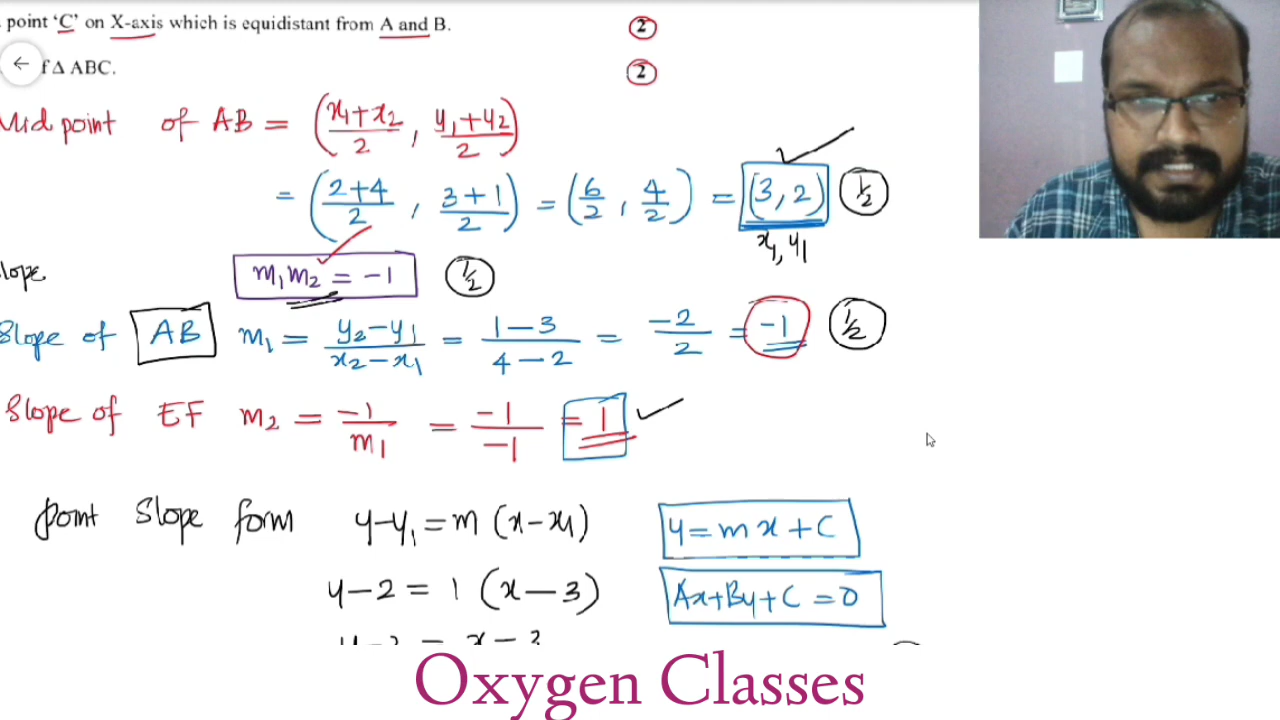 point ‘C’ on X-axis which is equidistant from A and B. 2
f Δ ABC. 2
Mid point of AB = ((x₁+x₂)/2, (y₁+y₂)/2)
= ((2+4)/2, (3+1)/2) = (6/2, 4/2) = (3, 2) 1/2
x₁, y₁
slope m₁m₂ = -1 1/2
Slope of AB m₁ = (y₂-y₁)/(x₂-x₁) = (1-3)/(4-2) = -2/2 = -1 1/2
Slope of EF m₂ = -1/m₁ = -1/-1 = 1
point slope form y-y₁ = m (x-x₁) y = mx + C
y-2 = 1 (x-3) Ax+By+C = 0
Oxygen Classes